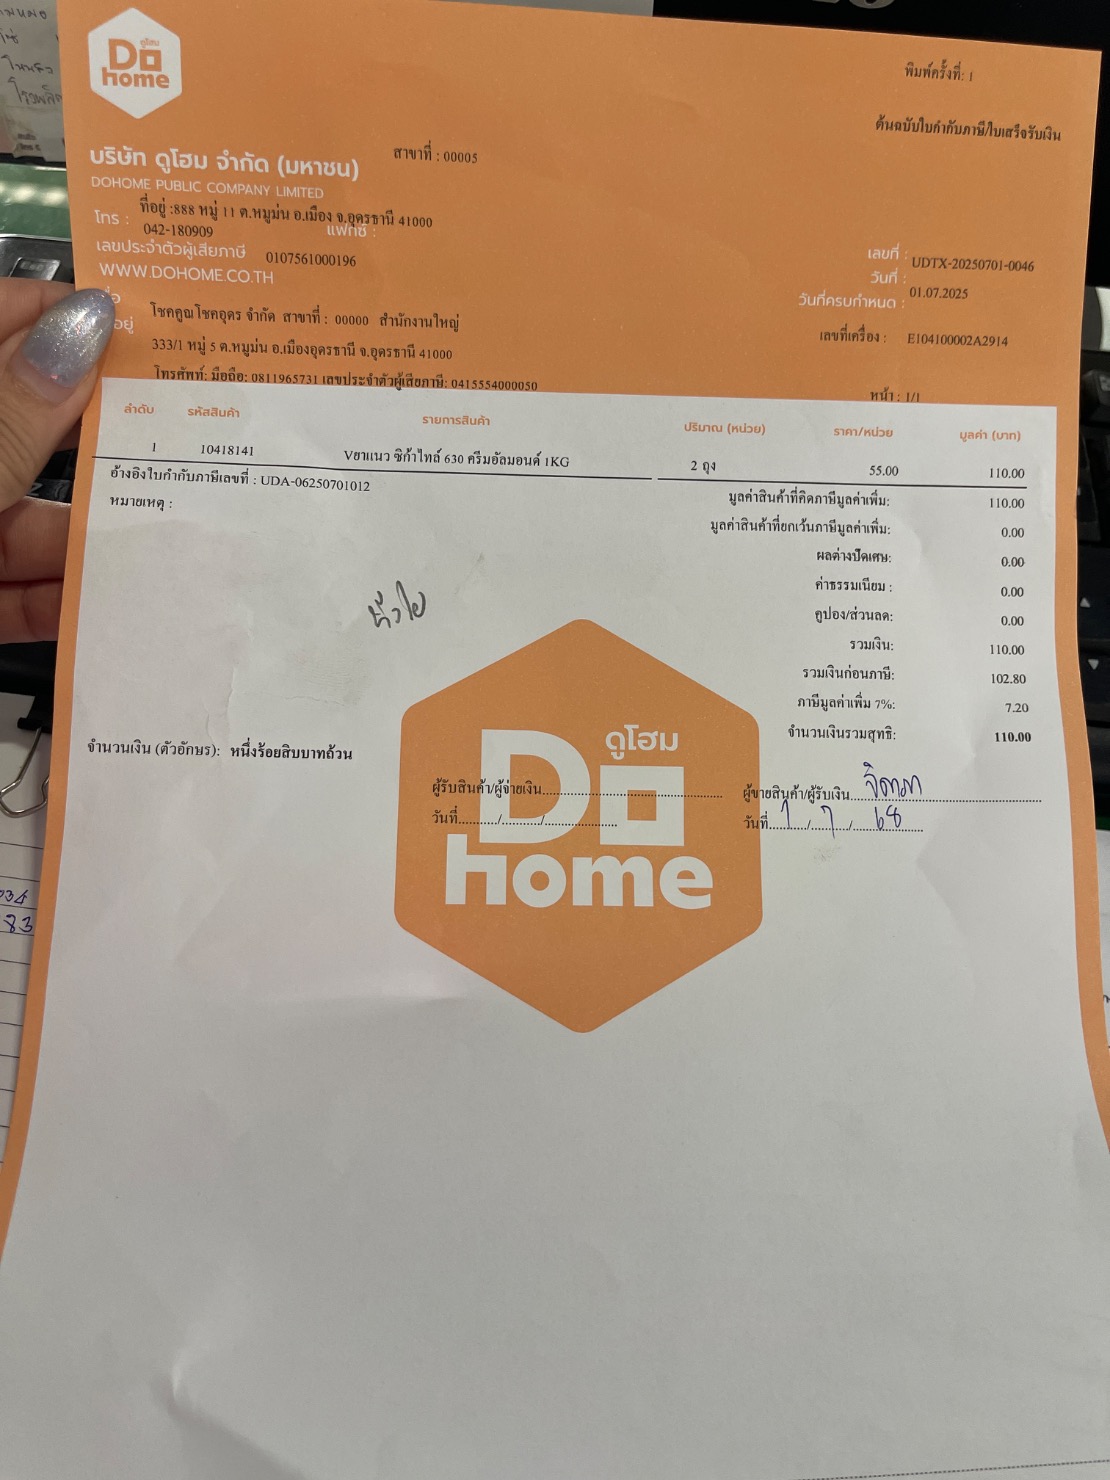 ดูโฮม
Do
home
พิมพ์ครั้งที่: 1
ต้นฉบับใบกำกับภาษี/ใบเสร็จรับเงิน
บริษัท ดูโฮม จำกัด (มหาชน)
สาขาที่ : 00005
DOHOME PUBLIC COMPANY LIMITED
ที่อยู่ :888 หมู่ 11 ต.หมูม่น อ.เมือง จ.อุดรธานี 41000
โทร : 042-180909 แฟกซ์ :
เลขประจำตัวผู้เสียภาษี 0107561000196
WWW.DOHOME.CO.TH
เลขที่ : UDTX-20250701-0046
วันที่ : 01.07.2025
วันที่ครบกำหนด :
เลขที่เครื่อง : E104100002A2914
โชคคูณโชคอุดร จำกัด สาขาที่ : 00000 สำนักงานใหญ่
333/1 หมู่ 5 ต.หมูม่น อ.เมืองอุดรธานี จ.อุดรธานี 41000
โทรศัพท์: มือถือ: 0811965731 เลขประจำตัวผู้เสียภาษี: 0415554000050
หน้า : 1/1
ลำดับ รหัสสินค้า รายการสินค้า ปริมาณ (หน่วย) ราคา/หน่วย มูลค่า (บาท)
1 10418141 Vยาแนว ซิก้าไทล์ 630 ครีมอัลมอนด์ 1KG 2 ถุง 55.00 110.00
อ้างอิงใบกำกับภาษีเลขที่ : UDA-06250701012
หมายเหตุ :
มูลค่าสินค้าที่คิดภาษีมูลค่าเพิ่ม: 110.00
มูลค่าสินค้าที่ยกเว้นภาษีมูลค่าเพิ่ม: 0.00
ผลต่างปัดเศษ: 0.00
ค่าธรรมเนียม : 0.00
คูปอง/ส่วนลด: 0.00
รวมเงิน: 110.00
รวมเงินก่อนภาษี: 102.80
ภาษีมูลค่าเพิ่ม 7%: 7.20
จำนวนเงินรวมสุทธิ: 110.00
จำนวนเงิน (ตัวอักษร): หนึ่งร้อยสิบบาทถ้วน
ดูโฮม
Do
home
ผู้รับสินค้า/ผู้จ่ายเงิน
วันที่ / /
ผู้ขายสินค้า/ผู้รับเงิน
วันที่ 1 / 7 / 68
83